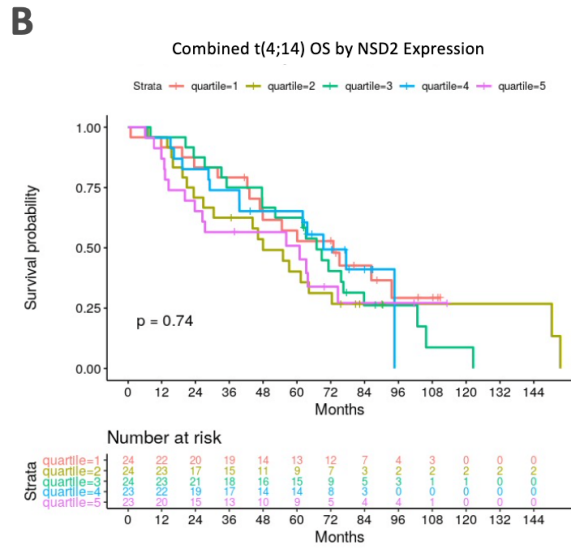 B
Combined t(4;14) OS by NSD2 Expression
Strata quartile=1 quartile=2 quartile=3 quartile=4 quartile=5
Survival probability
1.00
0.75
0.50
0.25
0.00
p = 0.74
0 12 24 36 48 60 72 84 96 108 120 132 144
Months
Number at risk
Strata
quartile=1 24 22 20 19 14 13 12 7 4 3 0 0 0
quartile=2 24 23 17 15 11 9 7 3 2 2 2 2 2
quartile=3 24 23 21 18 16 15 9 5 3 1 1 0 0
quartile=4 23 22 19 17 14 14 8 3 0 0 0 0 0
quartile=5 23 20 15 13 10 9 5 4 4 1 0 0 0
0 12 24 36 48 60 72 84 96 108 120 132 144
Months